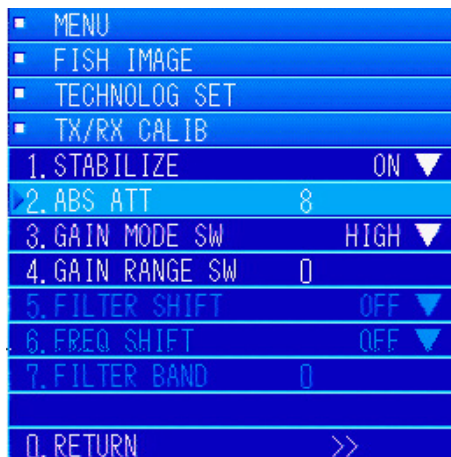 MENU
FISH IMAGE
TECHNOLOG SET
TX/RX CALIB
1. STABILIZE ON ▼
2. ABS ATT 8
3. GAIN MODE SW HIGH ▼
4. GAIN RANGE SW 0
5. FILTER SHIFT OFF ▼
6. FREQ SHIFT OFF ▼
7. FILTER BAND 0
0. RETURN >>